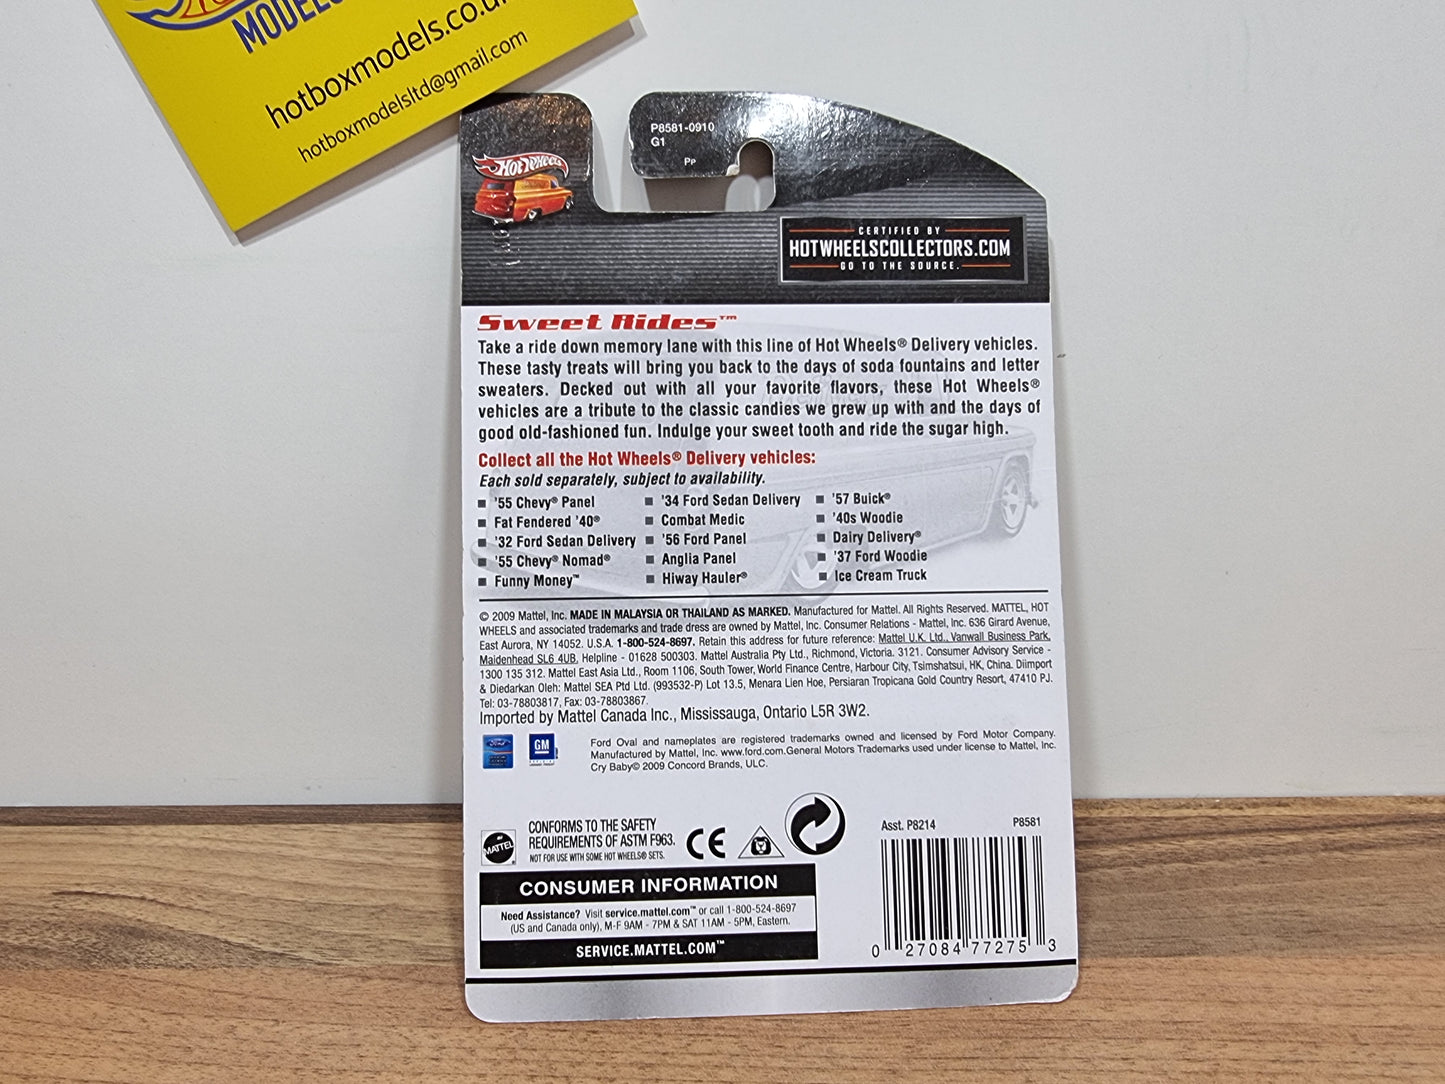 MODELS
hotboxmodels.co.uk
hotboxmodelsltd@gmail.com
P8581-0910
G1
Pp
Hot Wheels
CERTIFIED BY
HOTWHEELSCOLLECTORS.COM
GO TO THE SOURCE.
Sweet Rides™
Take a ride down memory lane with this line of Hot Wheels® Delivery vehicles.
These tasty treats will bring you back to the days of soda fountains and letter
sweaters. Decked out with all your favorite flavors, these Hot Wheels®
vehicles are a tribute to the classic candies we grew up with and the days of
good old-fashioned fun. Indulge your sweet tooth and ride the sugar high.
Collect all the Hot Wheels® Delivery vehicles:
Each sold separately, subject to availability.
■ '55 Chevy® Panel
■ Fat Fendered '40®
■ '32 Ford Sedan Delivery
■ '55 Chevy® Nomad®
■ Funny Money™
■ '34 Ford Sedan Delivery
■ Combat Medic
■ '56 Ford Panel
■ Anglia Panel
■ Hiway Hauler®
■ '57 Buick®
■ '40s Woodie
■ Dairy Delivery®
■ '37 Ford Woodie
■ Ice Cream Truck
© 2009 Mattel, Inc. MADE IN MALAYSIA OR THAILAND AS MARKED. Manufactured for Mattel. All Rights Reserved. MATTEL, HOT
WHEELS and associated trademarks and trade dress are owned by Mattel, Inc. Consumer Relations - Mattel, Inc. 636 Girard Avenue,
East Aurora, NY 14052. U.S.A. 1-800-524-8697. Retain this address for future reference: Mattel U.K. Ltd., Vanwall Business Park,
Maidenhead SL6 4UB. Helpline - 01628 500303. Mattel Australia Pty Ltd., Richmond, Victoria. 3121. Consumer Advisory Service -
1300 135 312. Mattel East Asia Ltd., Room 1106, South Tower, World Finance Centre, Harbour City, Tsimshatsui, HK, China. Diimport
& Diedarkan Oleh: Mattel SEA Ptd Ltd. (993532-P) Lot 13.5, Menara Lien Hoe, Persiaran Tropicana Gold Country Resort, 47410 PJ.
Tel: 03-78803817, Fax: 03-78803867.
Imported by Mattel Canada Inc., Mississauga, Ontario L5R 3W2.
Ford
GM
Ford Oval and nameplates are registered trademarks owned and licensed by Ford Motor Company.
Manufactured by Mattel, Inc. www.ford.com.General Motors Trademarks used under license to Mattel, Inc.
Cry Baby© 2009 Concord Brands, ULC.
MATTEL
CONFORMS TO THE SAFETY
REQUIREMENTS OF ASTM F963.
NOT FOR USE WITH SOME HOT WHEELS® SETS.
CE
Asst. P8214
P8581
CONSUMER INFORMATION
Need Assistance? Visit service.mattel.com™ or call 1-800-524-8697
(US and Canada only), M-F 9AM - 7PM & SAT 11AM - 5PM, Eastern.
SERVICE.MATTEL.COM™
0 27084 77275 3